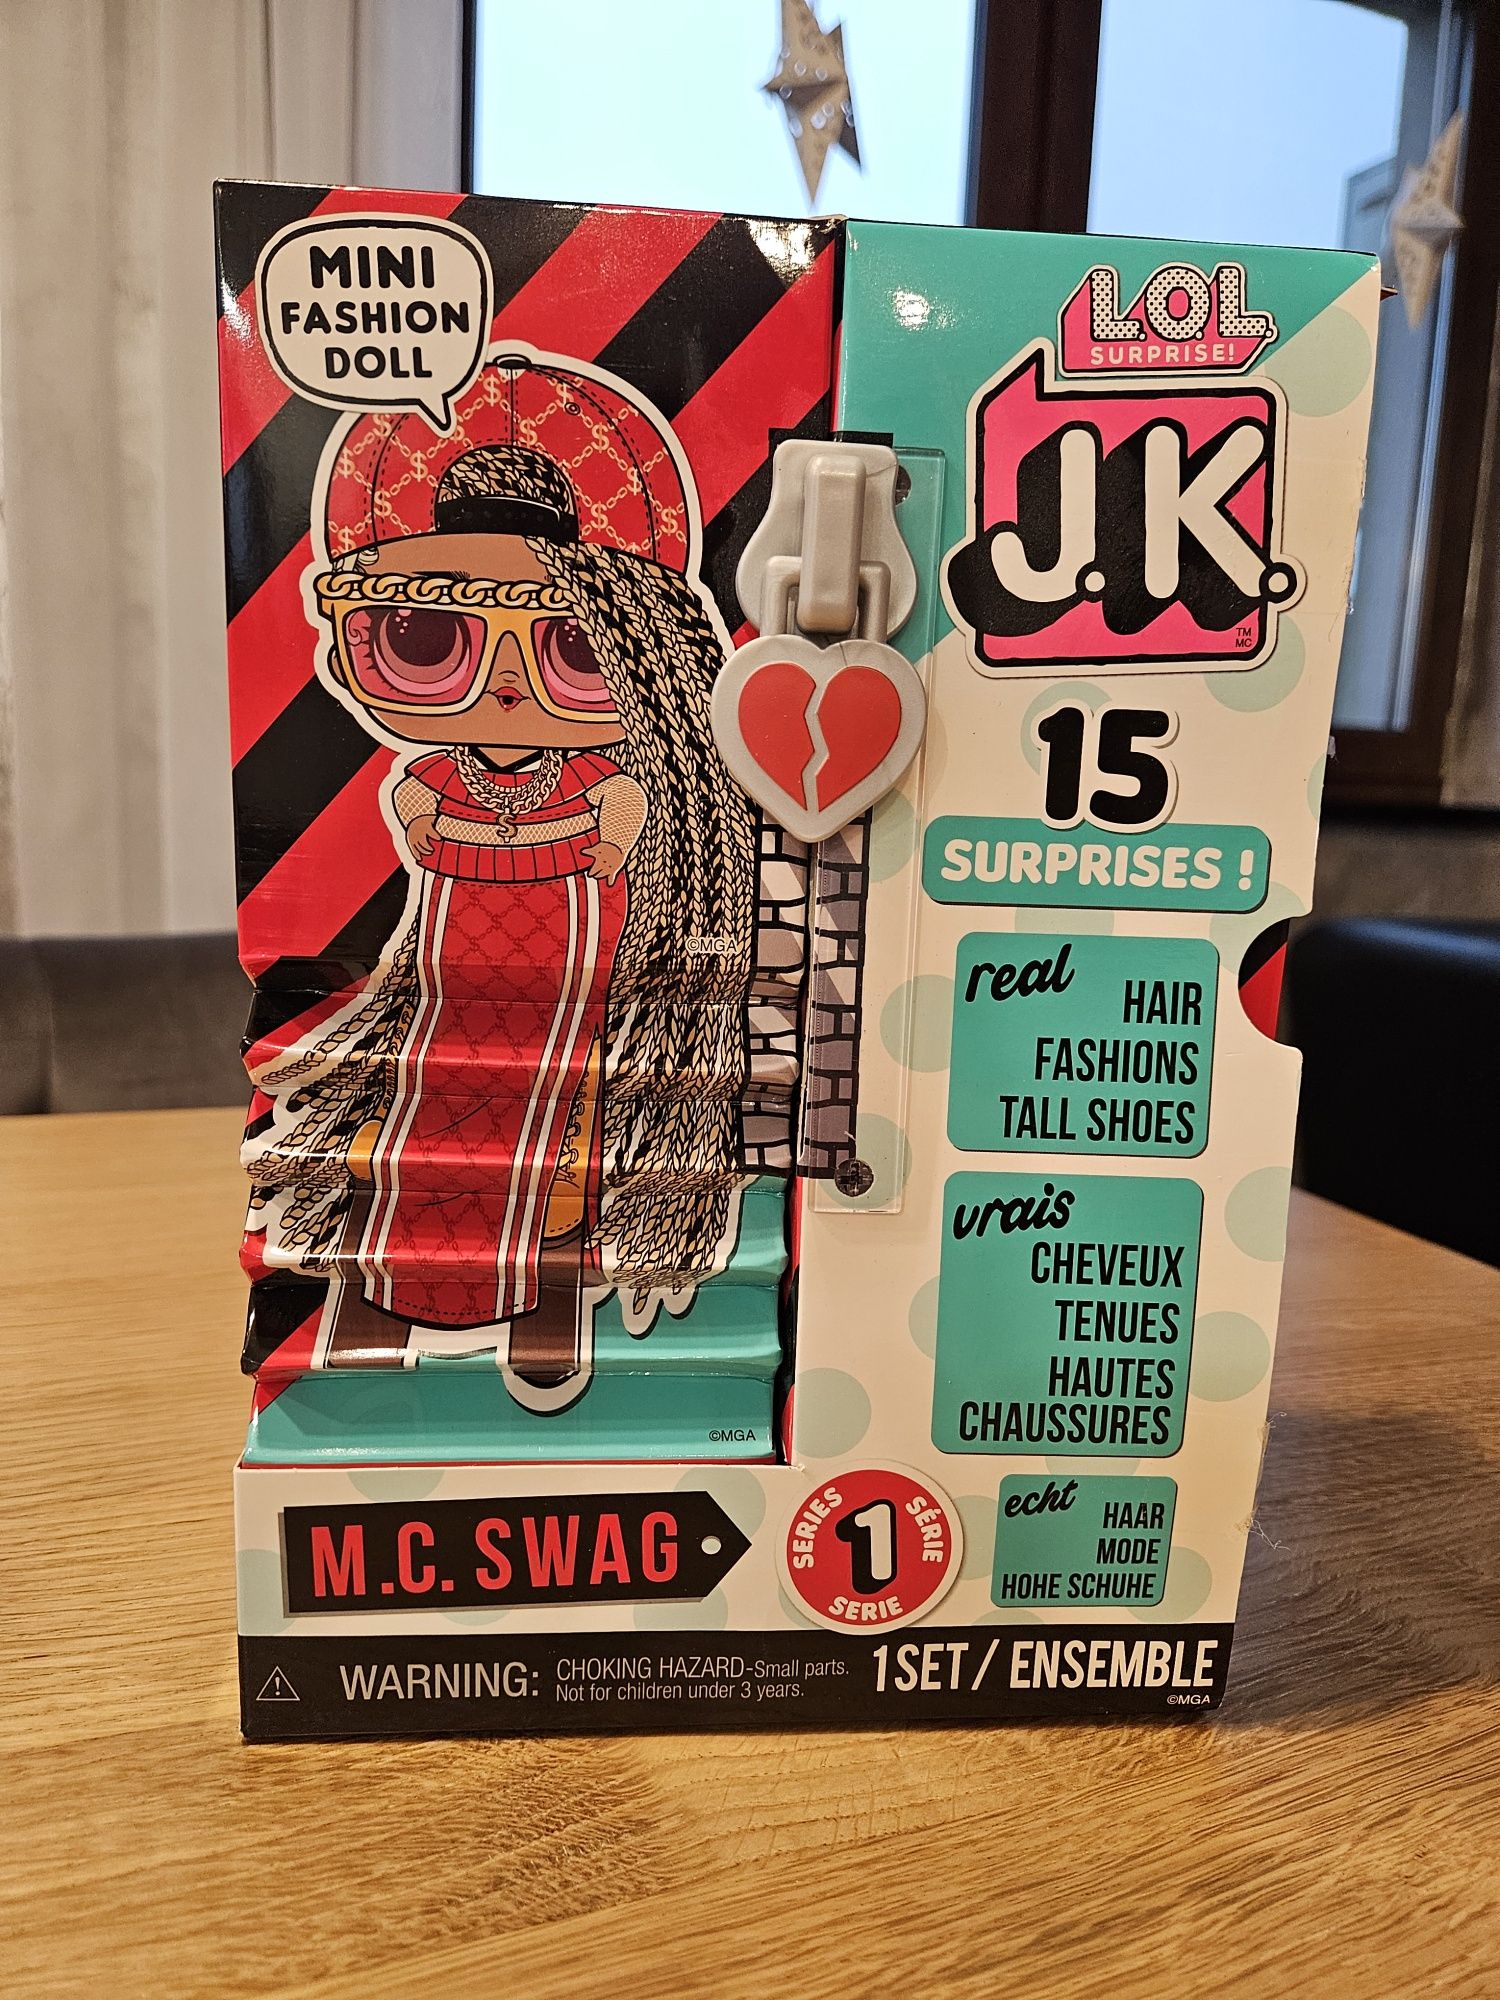 MINI
FASHION
DOLL
L.O.L.
SURPRISE!
J.K.
TM
MC
15
SURPRISES !
real
HAIR
FASHIONS
TALL SHOES
vrais
CHEVEUX
TENUES
HAUTES
CHAUSSURES
echt
HAAR
MODE
HOHE SCHUHE
©MGA
©MGA
M.C. SWAG
SERIES
SÉRIE
1
SERIE
WARNING:
CHOKING HAZARD-Small parts.
Not for children under 3 years.
1 SET / ENSEMBLE
©MGA